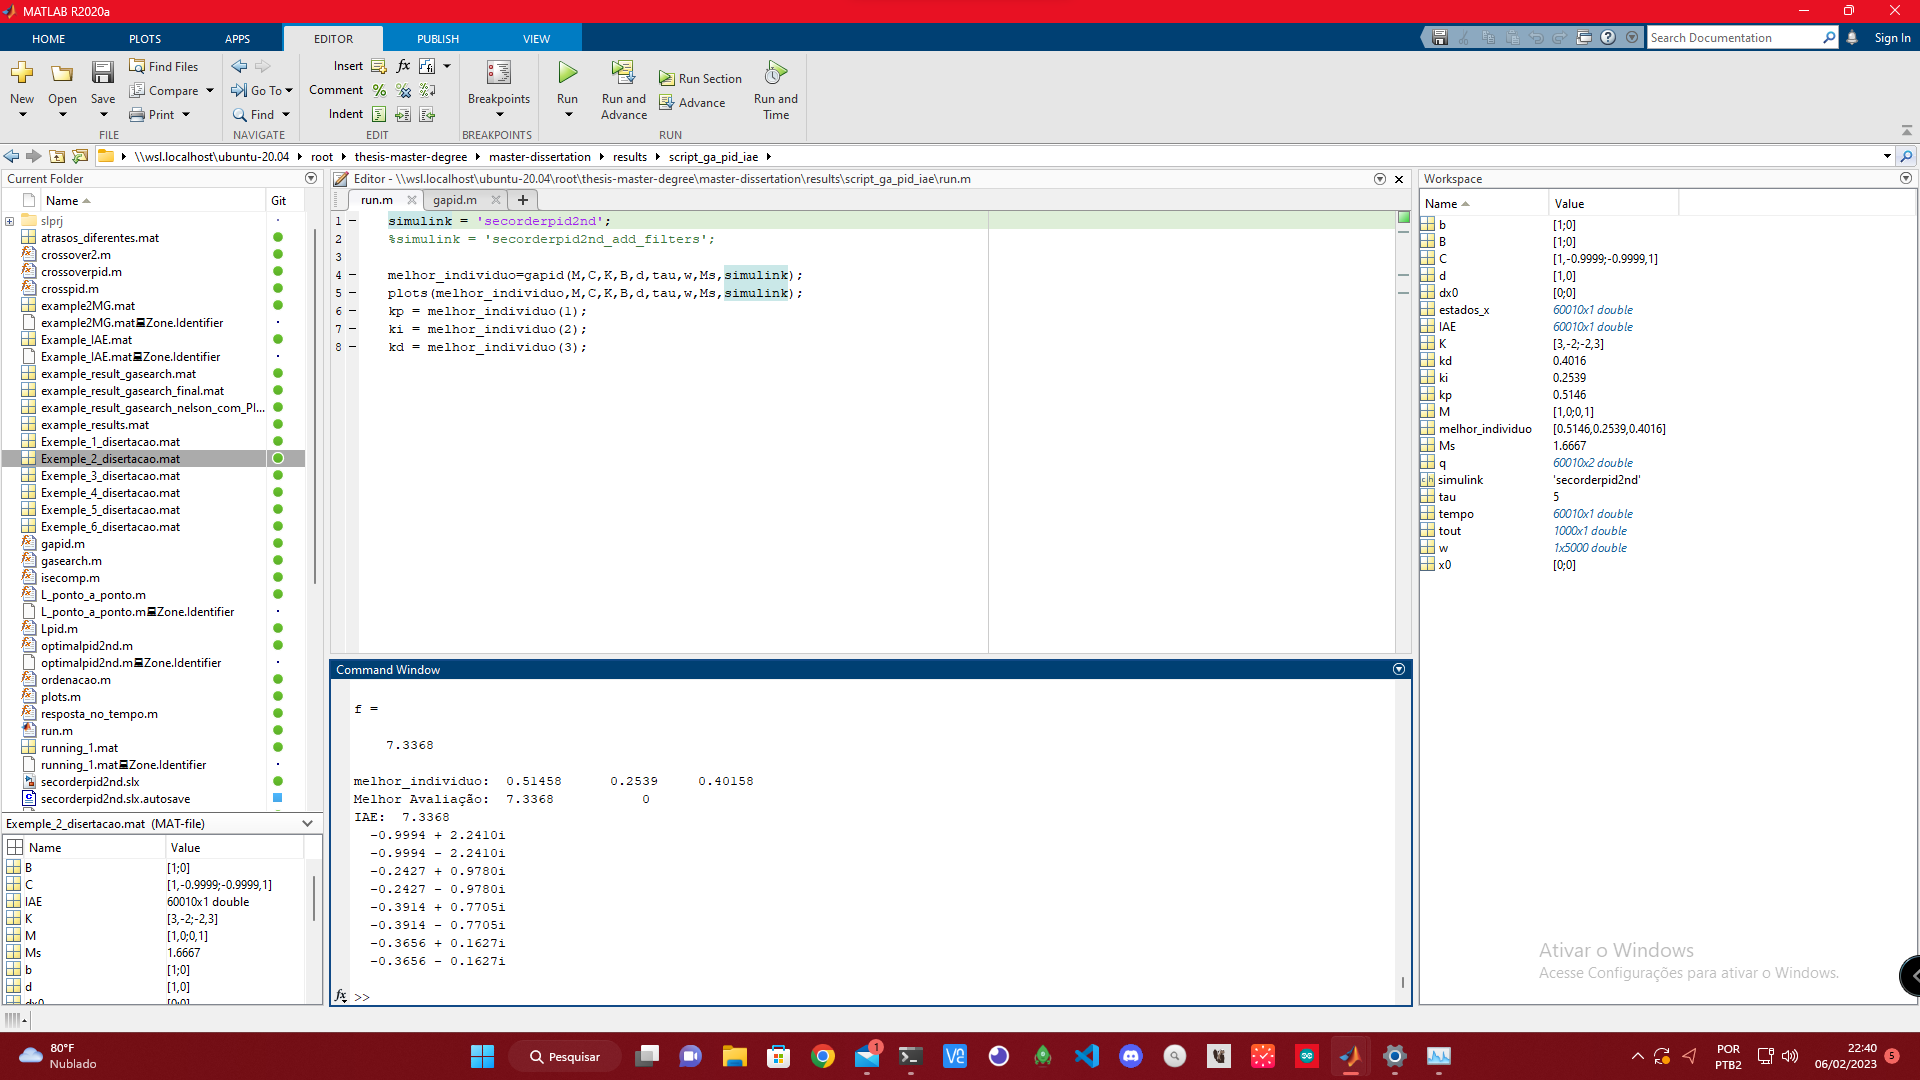 MATLAB R2020a
HOME PLOTS APPS EDITOR PUBLISH VIEW
Search Documentation
Sign In
New Open Save
Find Files
Compare
Print
FILE
Go To
Find
NAVIGATE
Insert
Comment
Indent
EDIT
Breakpoints
BREAKPOINTS
Run
Run and Advance
Run Section
Advance
Run and Time
RUN
\\wsl.localhost\ubuntu-20.04 root thesis-master-degree master-dissertation results script_ga_pid_iae
Current Folder
Name Git
slprj
atrasos_diferentes.mat
crossover2.m
crossoverpid.m
crosspid.m
example2MG.mat
example2MG.mat Zone.Identifier
Example_IAE.mat
Example_IAE.mat Zone.Identifier
example_result_gasearch.mat
example_result_gasearch_final.mat
example_result_gasearch_nelson_com_PI...
example_results.mat
Exemple_1_disertacao.mat
Exemple_2_disertacao.mat
Exemple_3_disertacao.mat
Exemple_4_disertacao.mat
Exemple_5_disertacao.mat
Exemple_6_disertacao.mat
gapid.m
gasearch.m
isecomp.m
L_ponto_a_ponto.m
L_ponto_a_ponto.m Zone.Identifier
Lpid.m
optimalpid2nd.m
optimalpid2nd.m Zone.Identifier
ordenacao.m
plots.m
resposta_no_tempo.m
run.m
running_1.mat
running_1.mat Zone.Identifier
secorderpid2nd.slx
secorderpid2nd.slx.autosave
Exemple_2_disertacao.mat (MAT-file)
Name Value
B [1;0]
C [1,-0.9999;-0.9999,1]
IAE 60010x1 double
K [3,-2;-2,3]
M [1,0;0,1]
Ms 1.6667
b [1;0]
d [1,0]
dx0 [0;0]
Editor - \\wsl.localhost\ubuntu-20.04\root\thesis-master-degree\master-dissertation\results\script_ga_pid_iae\run.m
run.m gapid.m
1 simulink = 'secorderpid2nd';
2 %simulink = 'secorderpid2nd_add_filters';
3
4 melhor_individuo=gapid(M,C,K,B,d,tau,w,Ms,simulink);
5 plots(melhor_individuo,M,C,K,B,d,tau,w,Ms,simulink);
6 kp = melhor_individuo(1);
7 ki = melhor_individuo(2);
8 kd = melhor_individuo(3);
Command Window
f =
7.3368
melhor_individuo: 0.51458 0.2539 0.40158
Melhor Avaliação: 7.3368 0
IAE: 7.3368
-0.9994 + 2.2410i
-0.9994 - 2.2410i
-0.2427 + 0.9780i
-0.2427 - 0.9780i
-0.3914 + 0.7705i
-0.3914 - 0.7705i
-0.3656 + 0.1627i
-0.3656 - 0.1627i
fx >>
Workspace
Name Value
b [1;0]
B [1;0]
C [1,-0.9999;-0.9999,1]
d [1,0]
dx0 [0;0]
estados_x 60010x1 double
IAE 60010x1 double
K [3,-2;-2,3]
kd 0.4016
ki 0.2539
kp 0.5146
M [1,0;0,1]
melhor_individuo [0.5146,0.2539,0.4016]
Ms 1.6667
q 60010x2 double
simulink 'secorderpid2nd'
tau 5
tempo 60010x1 double
tout 1000x1 double
w 1x5000 double
x0 [0;0]
Ativar o Windows
Acesse Configurações para ativar o Windows.
80°F
Nublado
Pesquisar
1
POR
PTB2
22:40
06/02/2023
5